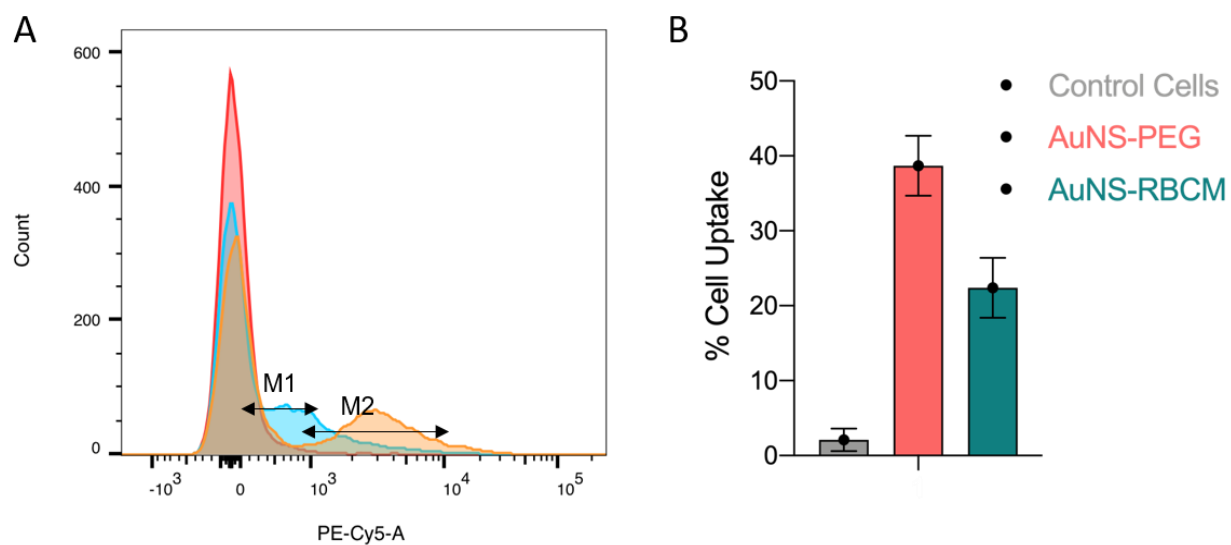 A
600
400
200
0
Count
M1
M2
-10³
0
10³
10⁴
10⁵
PE-Cy5-A
B
50
40
30
20
10
0
% Cell Uptake
Control Cells
AuNS-PEG
AuNS-RBCM